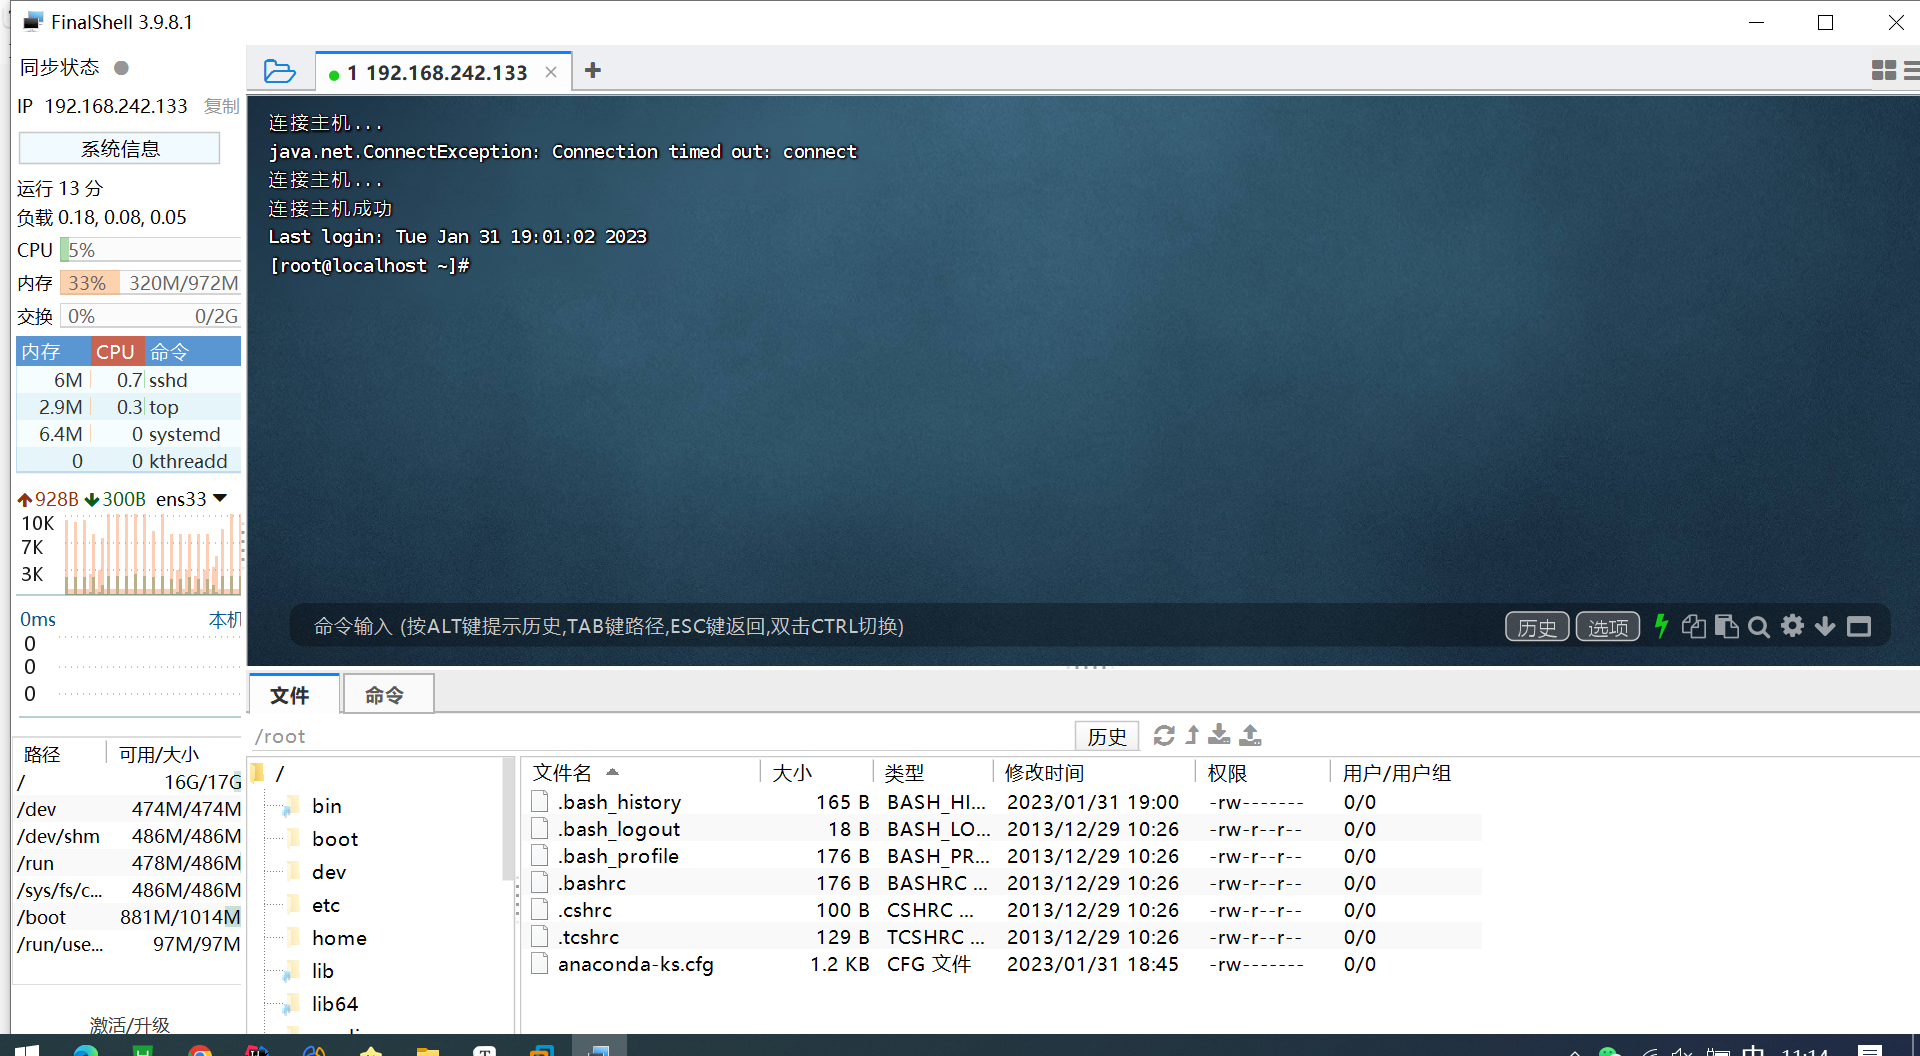 FinalShell 3.9.8.1
同步状态
IP 192.168.242.133 复制
系统信息
运行 13 分
负载 0.18, 0.08, 0.05
CPU 5%
内存 33% 320M/972M
交换 0% 0/2G
内存 CPU 命令
6M 0.7 sshd
2.9M 0.3 top
6.4M 0 systemd
0 0 kthreadd
928B 300B ens33
10K
7K
3K
0ms 本机
0
0
0
路径 可用/大小
/ 16G/17G
/dev 474M/474M
/dev/shm 486M/486M
/run 478M/486M
/sys/fs/c... 486M/486M
/boot 881M/1014M
/run/use... 97M/97M
激活/升级
1 192.168.242.133
连接主机...
java.net.ConnectException: Connection timed out: connect
连接主机...
连接主机成功
Last login: Tue Jan 31 19:01:02 2023
[root@localhost ~]#
命令输入 (按ALT键提示历史,TAB键路径,ESC键返回,双击CTRL切换)
历史 选项
文件 命令
/root
历史
/
bin
boot
dev
etc
home
lib
lib64
文件名 大小 类型 修改时间 权限 用户/用户组
.bash_history 165 B BASH_HI... 2023/01/31 19:00 -rw------- 0/0
.bash_logout 18 B BASH_LO... 2013/12/29 10:26 -rw-r--r-- 0/0
.bash_profile 176 B BASH_PR... 2013/12/29 10:26 -rw-r--r-- 0/0
.bashrc 176 B BASHRC ... 2013/12/29 10:26 -rw-r--r-- 0/0
.cshrc 100 B CSHRC ... 2013/12/29 10:26 -rw-r--r-- 0/0
.tcshrc 129 B TCSHRC ... 2013/12/29 10:26 -rw-r--r-- 0/0
anaconda-ks.cfg 1.2 KB CFG 文件 2023/01/31 18:45 -rw------- 0/0
中 11:14